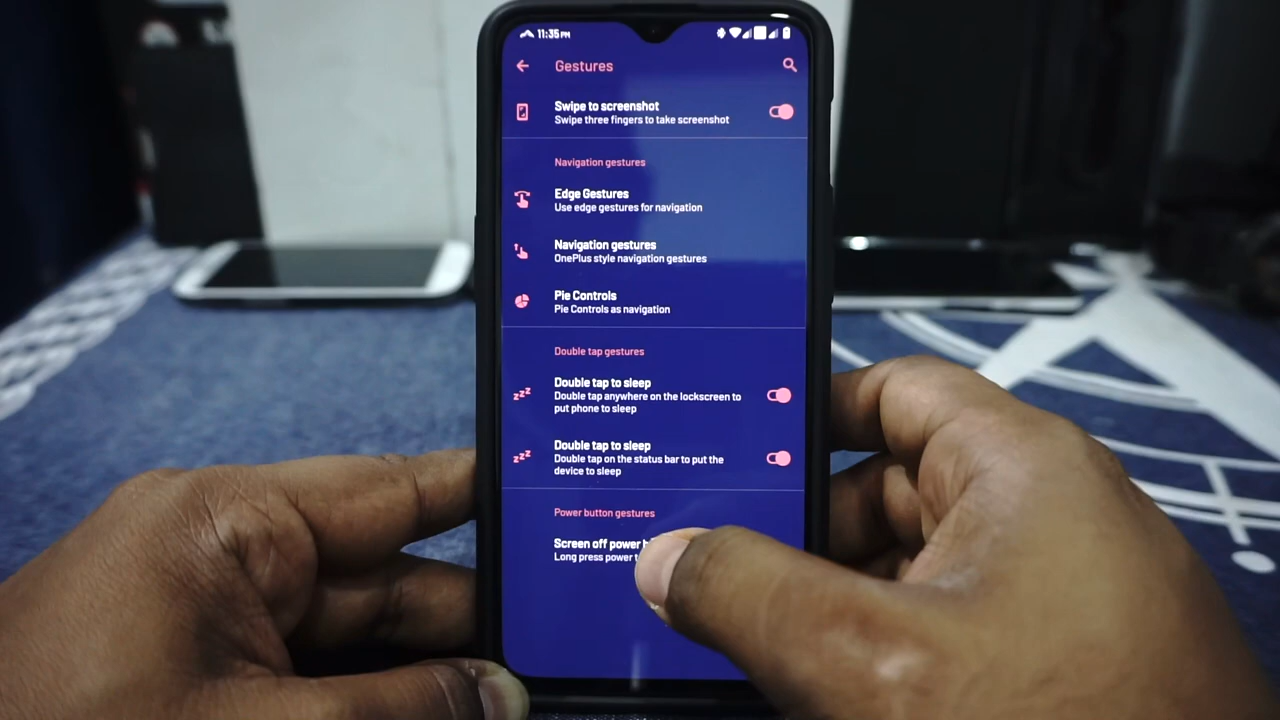 11:35 PM
Gestures
Swipe to screenshot
Swipe three fingers to take screenshot
Navigation gestures
Edge Gestures
Use edge gestures for navigation
Navigation gestures
OnePlus style navigation gestures
Pie Controls
Pie Controls as navigation
Double tap gestures
Double tap to sleep
Double tap anywhere on the lockscreen to
put phone to sleep
Double tap to sleep
Double tap on the status bar to put the
device to sleep
Power button gestures
Screen off power
Long press power